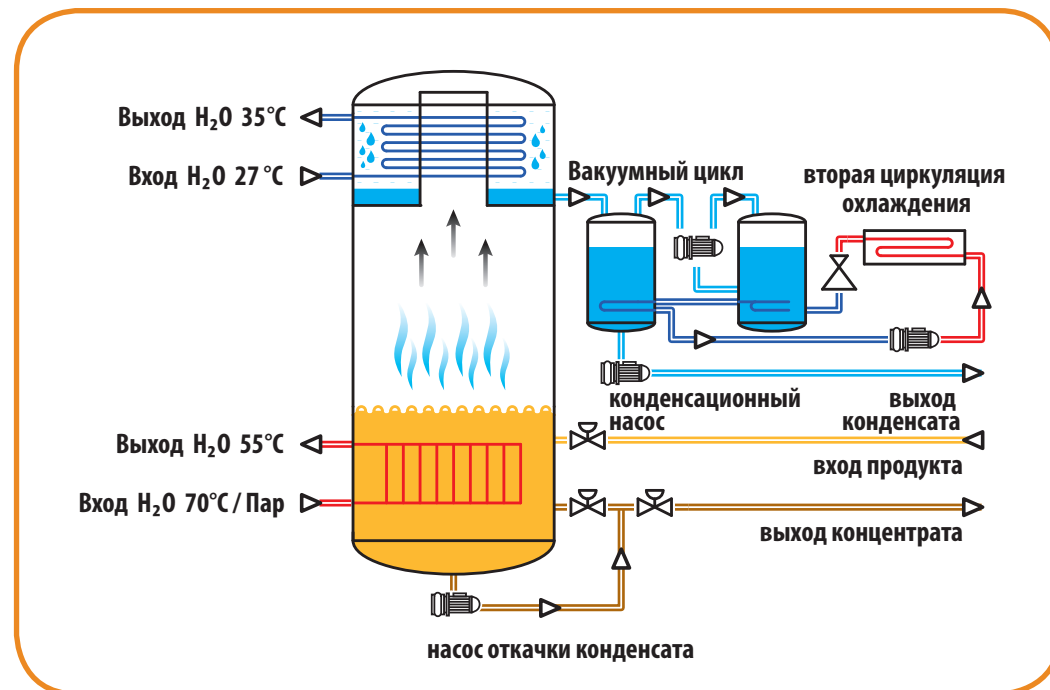 Выход H₂O 35°C
Вход H₂O 27°C
Вакуумный цикл
вторая циркуляция
охлаждения
конденсационный
насос
выход
конденсата
Выход H₂O 55°C
вход продукта
Вход H₂O 70°C/Пар
выход концентрата
насос откачки конденсата